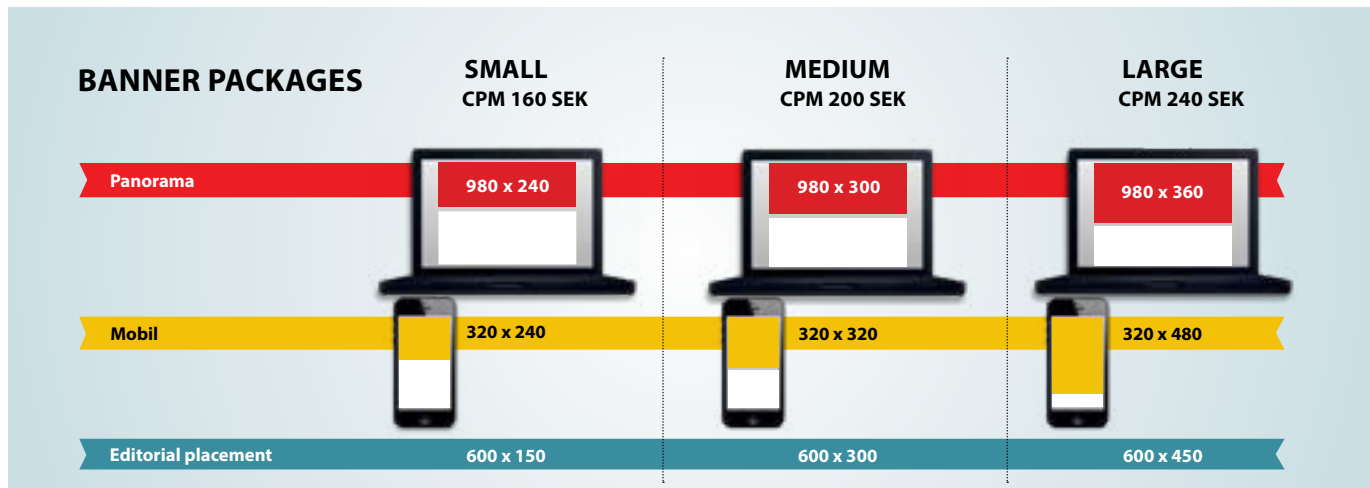 BANNER PACKAGES
SMALL
CPM 160 SEK
MEDIUM
CPM 200 SEK
LARGE
CPM 240 SEK
Panorama
980 x 240
980 x 300
980 x 360
Mobil
320 x 240
320 x 320
320 x 480
Editorial placement
600 x 150
600 x 300
600 x 450